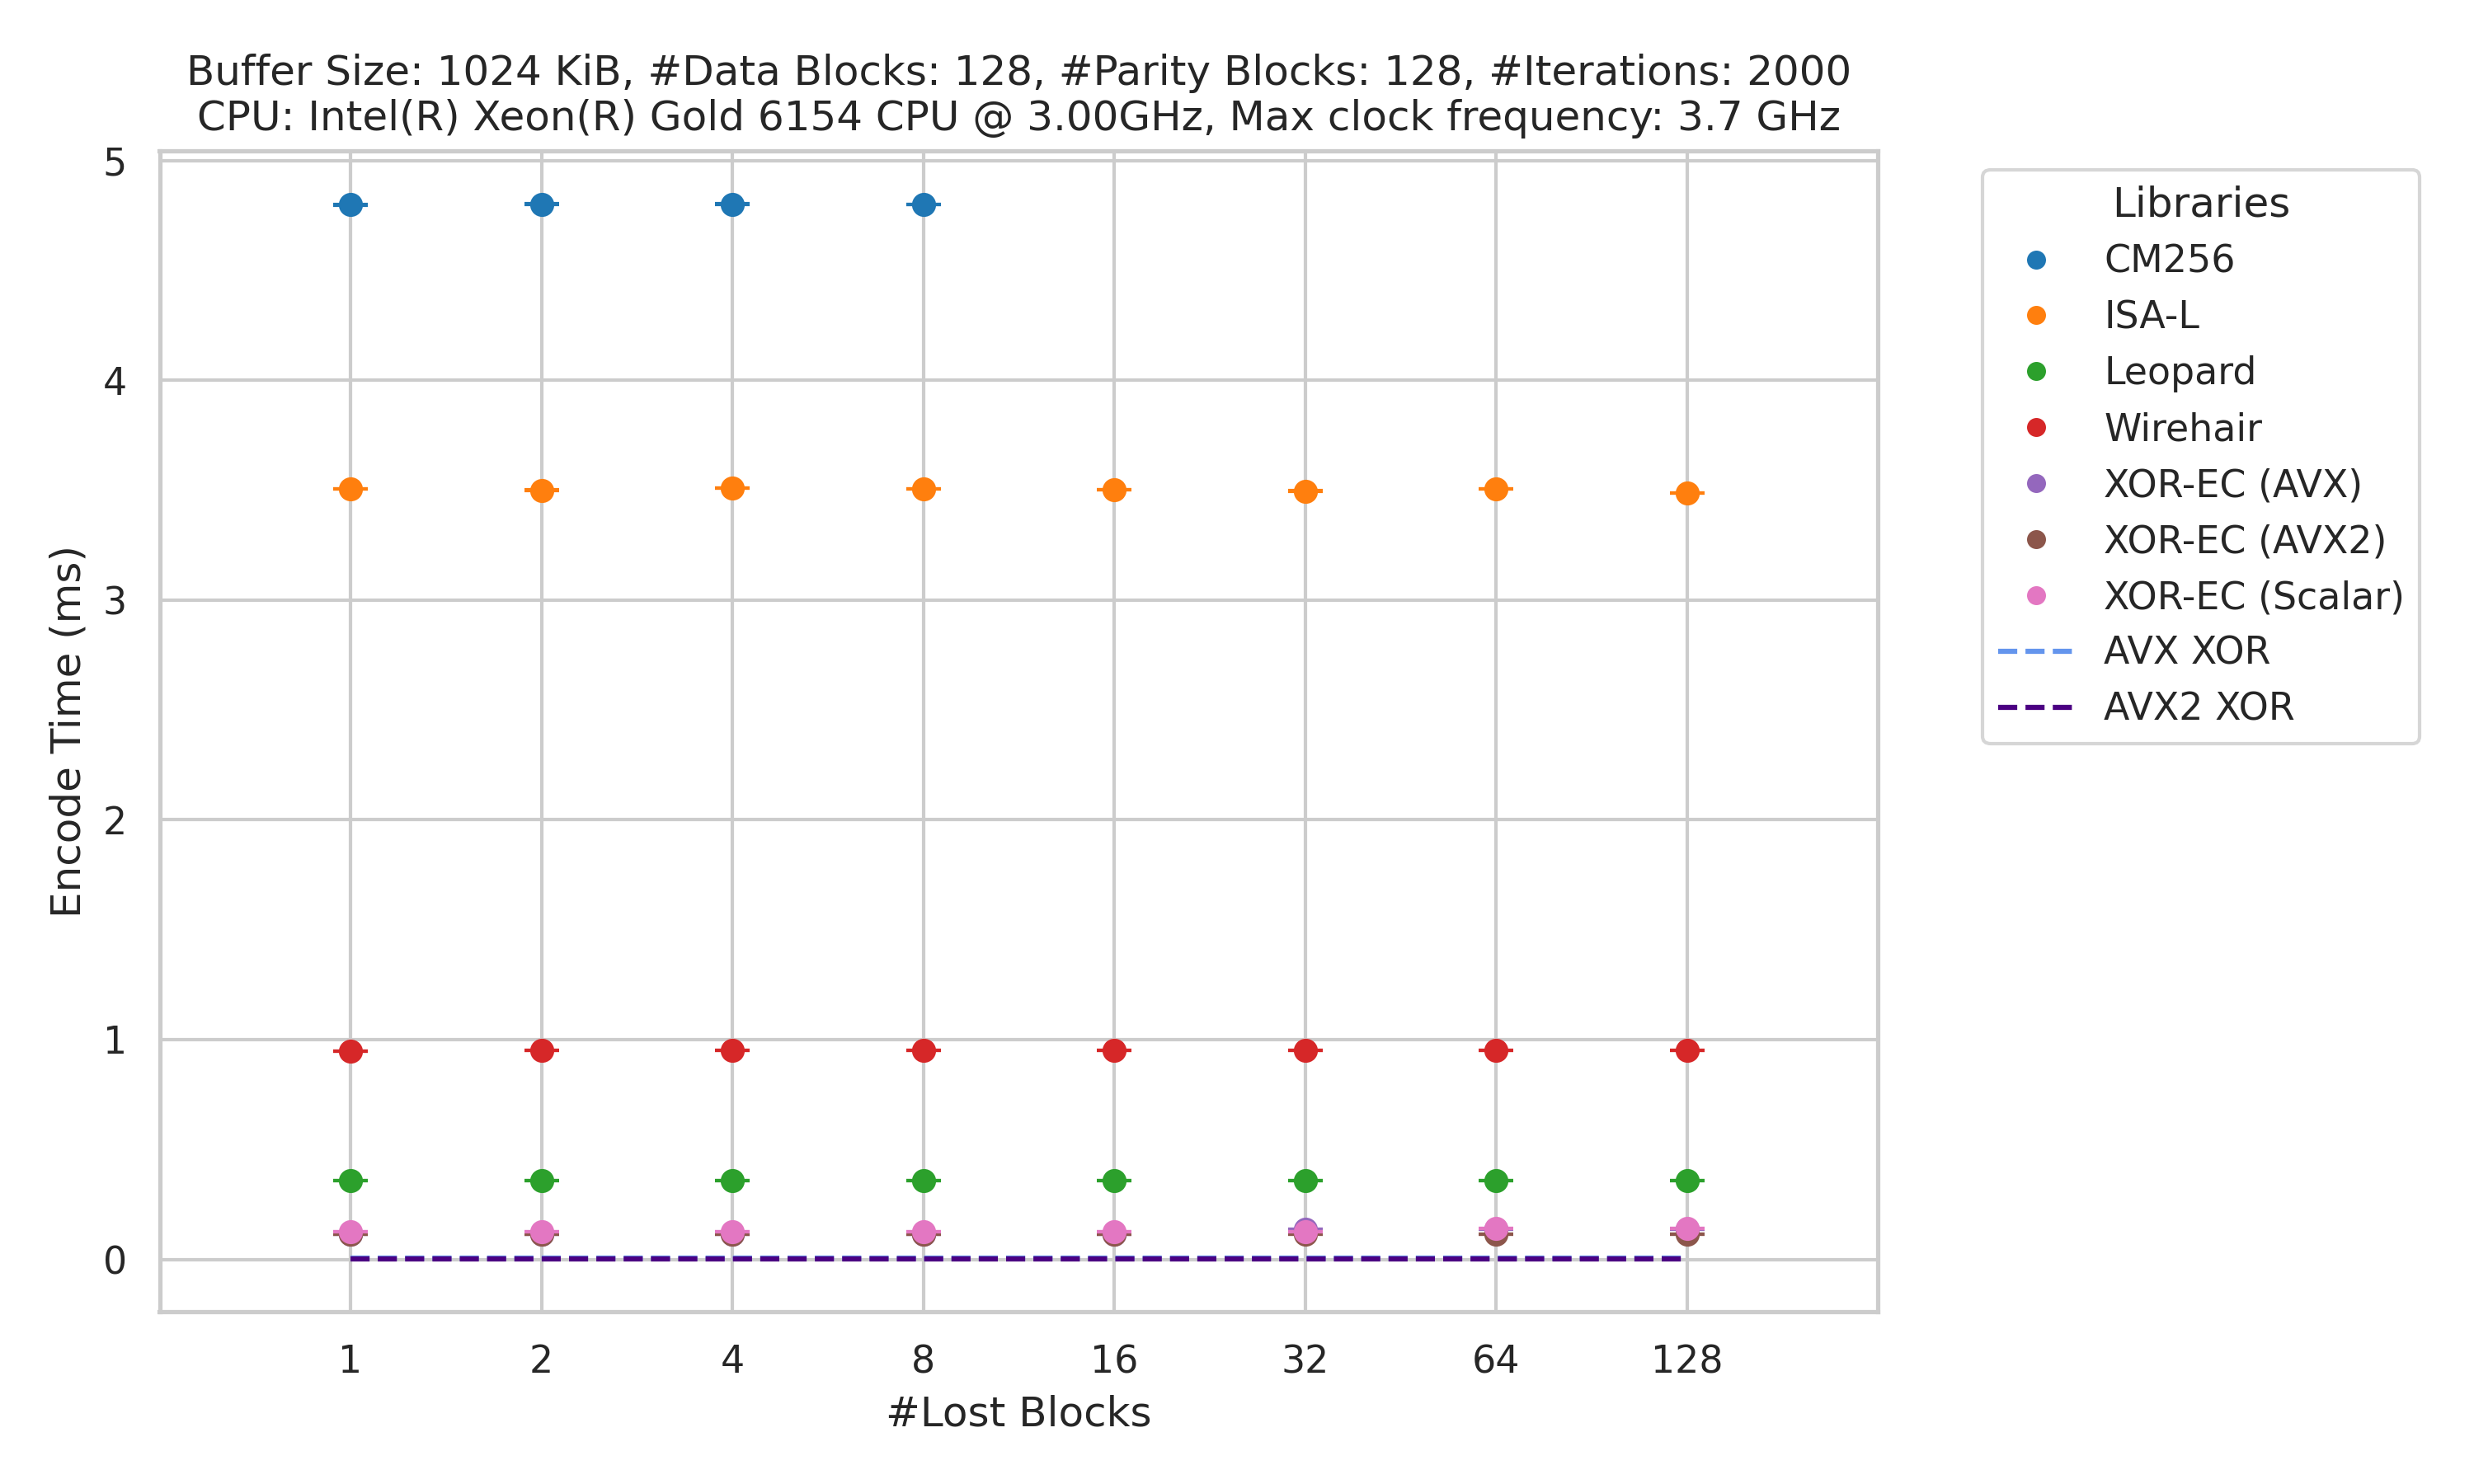 Buffer Size: 1024 KiB, #Data Blocks: 128, #Parity Blocks: 128, #Iterations: 2000
CPU: Intel(R) Xeon(R) Gold 6154 CPU @ 3.00GHz, Max clock frequency: 3.7 GHz
5
4
3
2
1
0
Encode Time (ms)
1 2 4 8 16 32 64 128
#Lost Blocks
Libraries
CM256
ISA-L
Leopard
Wirehair
XOR-EC (AVX)
XOR-EC (AVX2)
XOR-EC (Scalar)
AVX XOR
AVX2 XOR